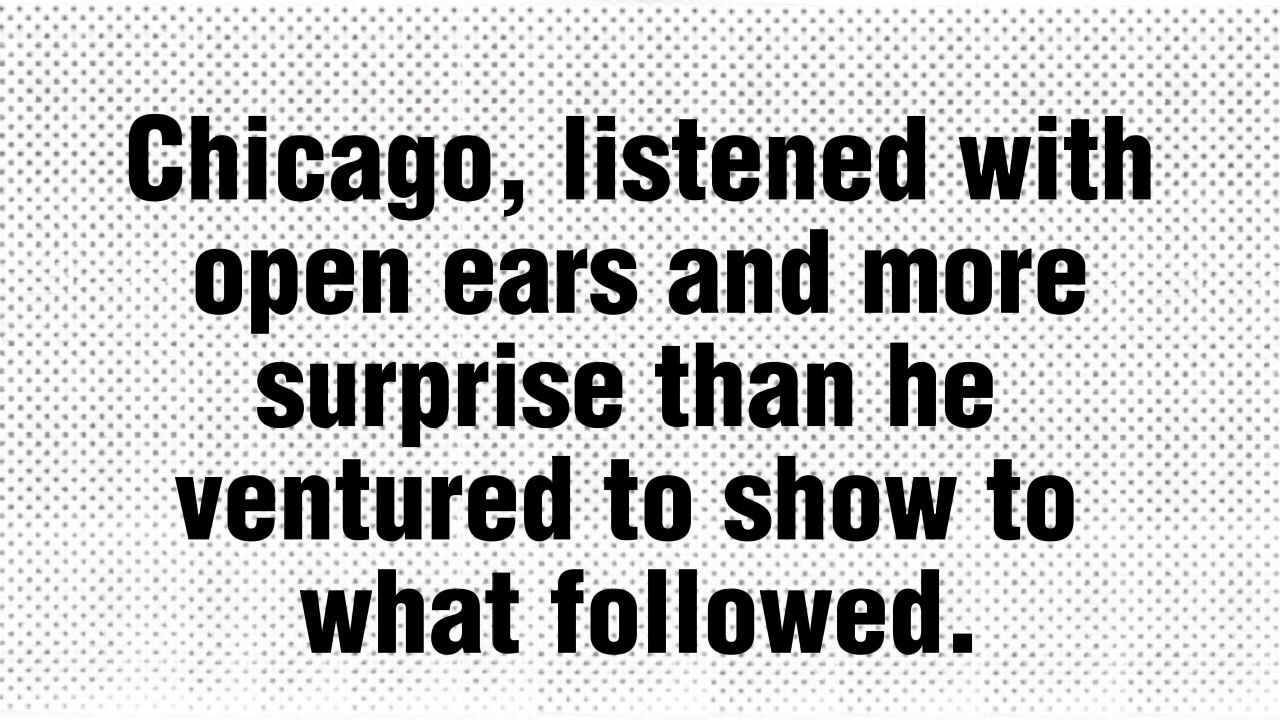 Chicago, listened with
open ears and more
surprise than he
ventured to show to
what followed.